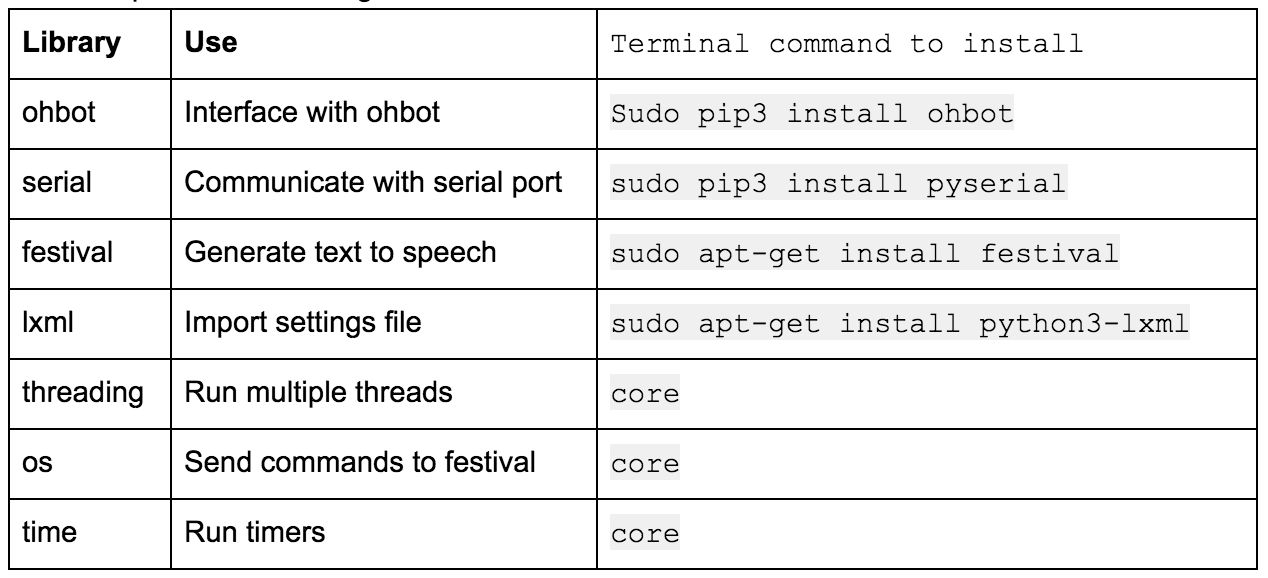 Library Use Terminal command to install
ohbot Interface with ohbot Sudo pip3 install ohbot
serial Communicate with serial port sudo pip3 install pyserial
festival Generate text to speech sudo apt-get install festival
lxml Import settings file sudo apt-get install python3-lxml
threading Run multiple threads core
os Send commands to festival core
time Run timers core